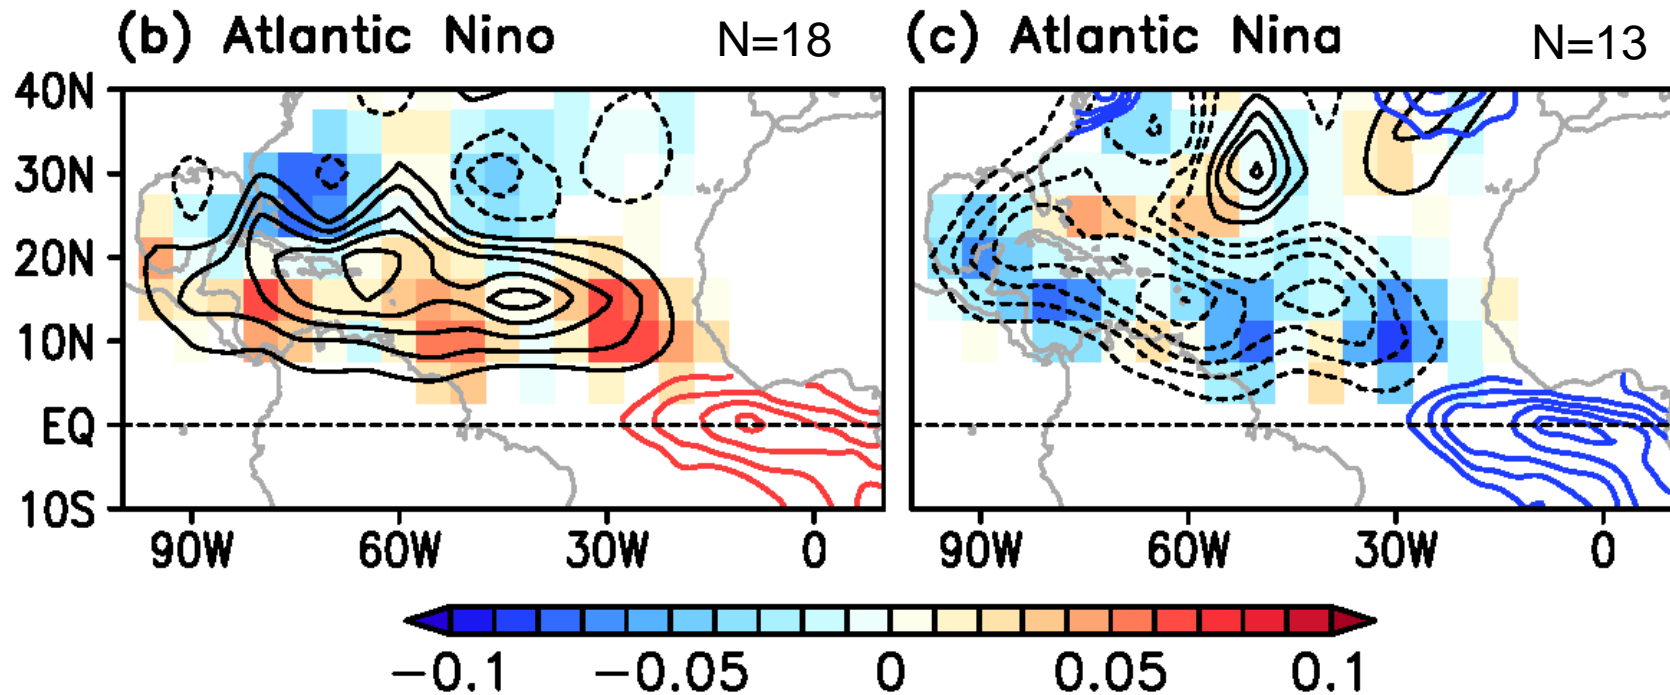 (b) Atlantic Nino N=18 (c) Atlantic Nina N=13
40N
30N
20N
10N
EQ
10S
90W 60W 30W 0 90W 60W 30W 0
−0.1 −0.05 0 0.05 0.1